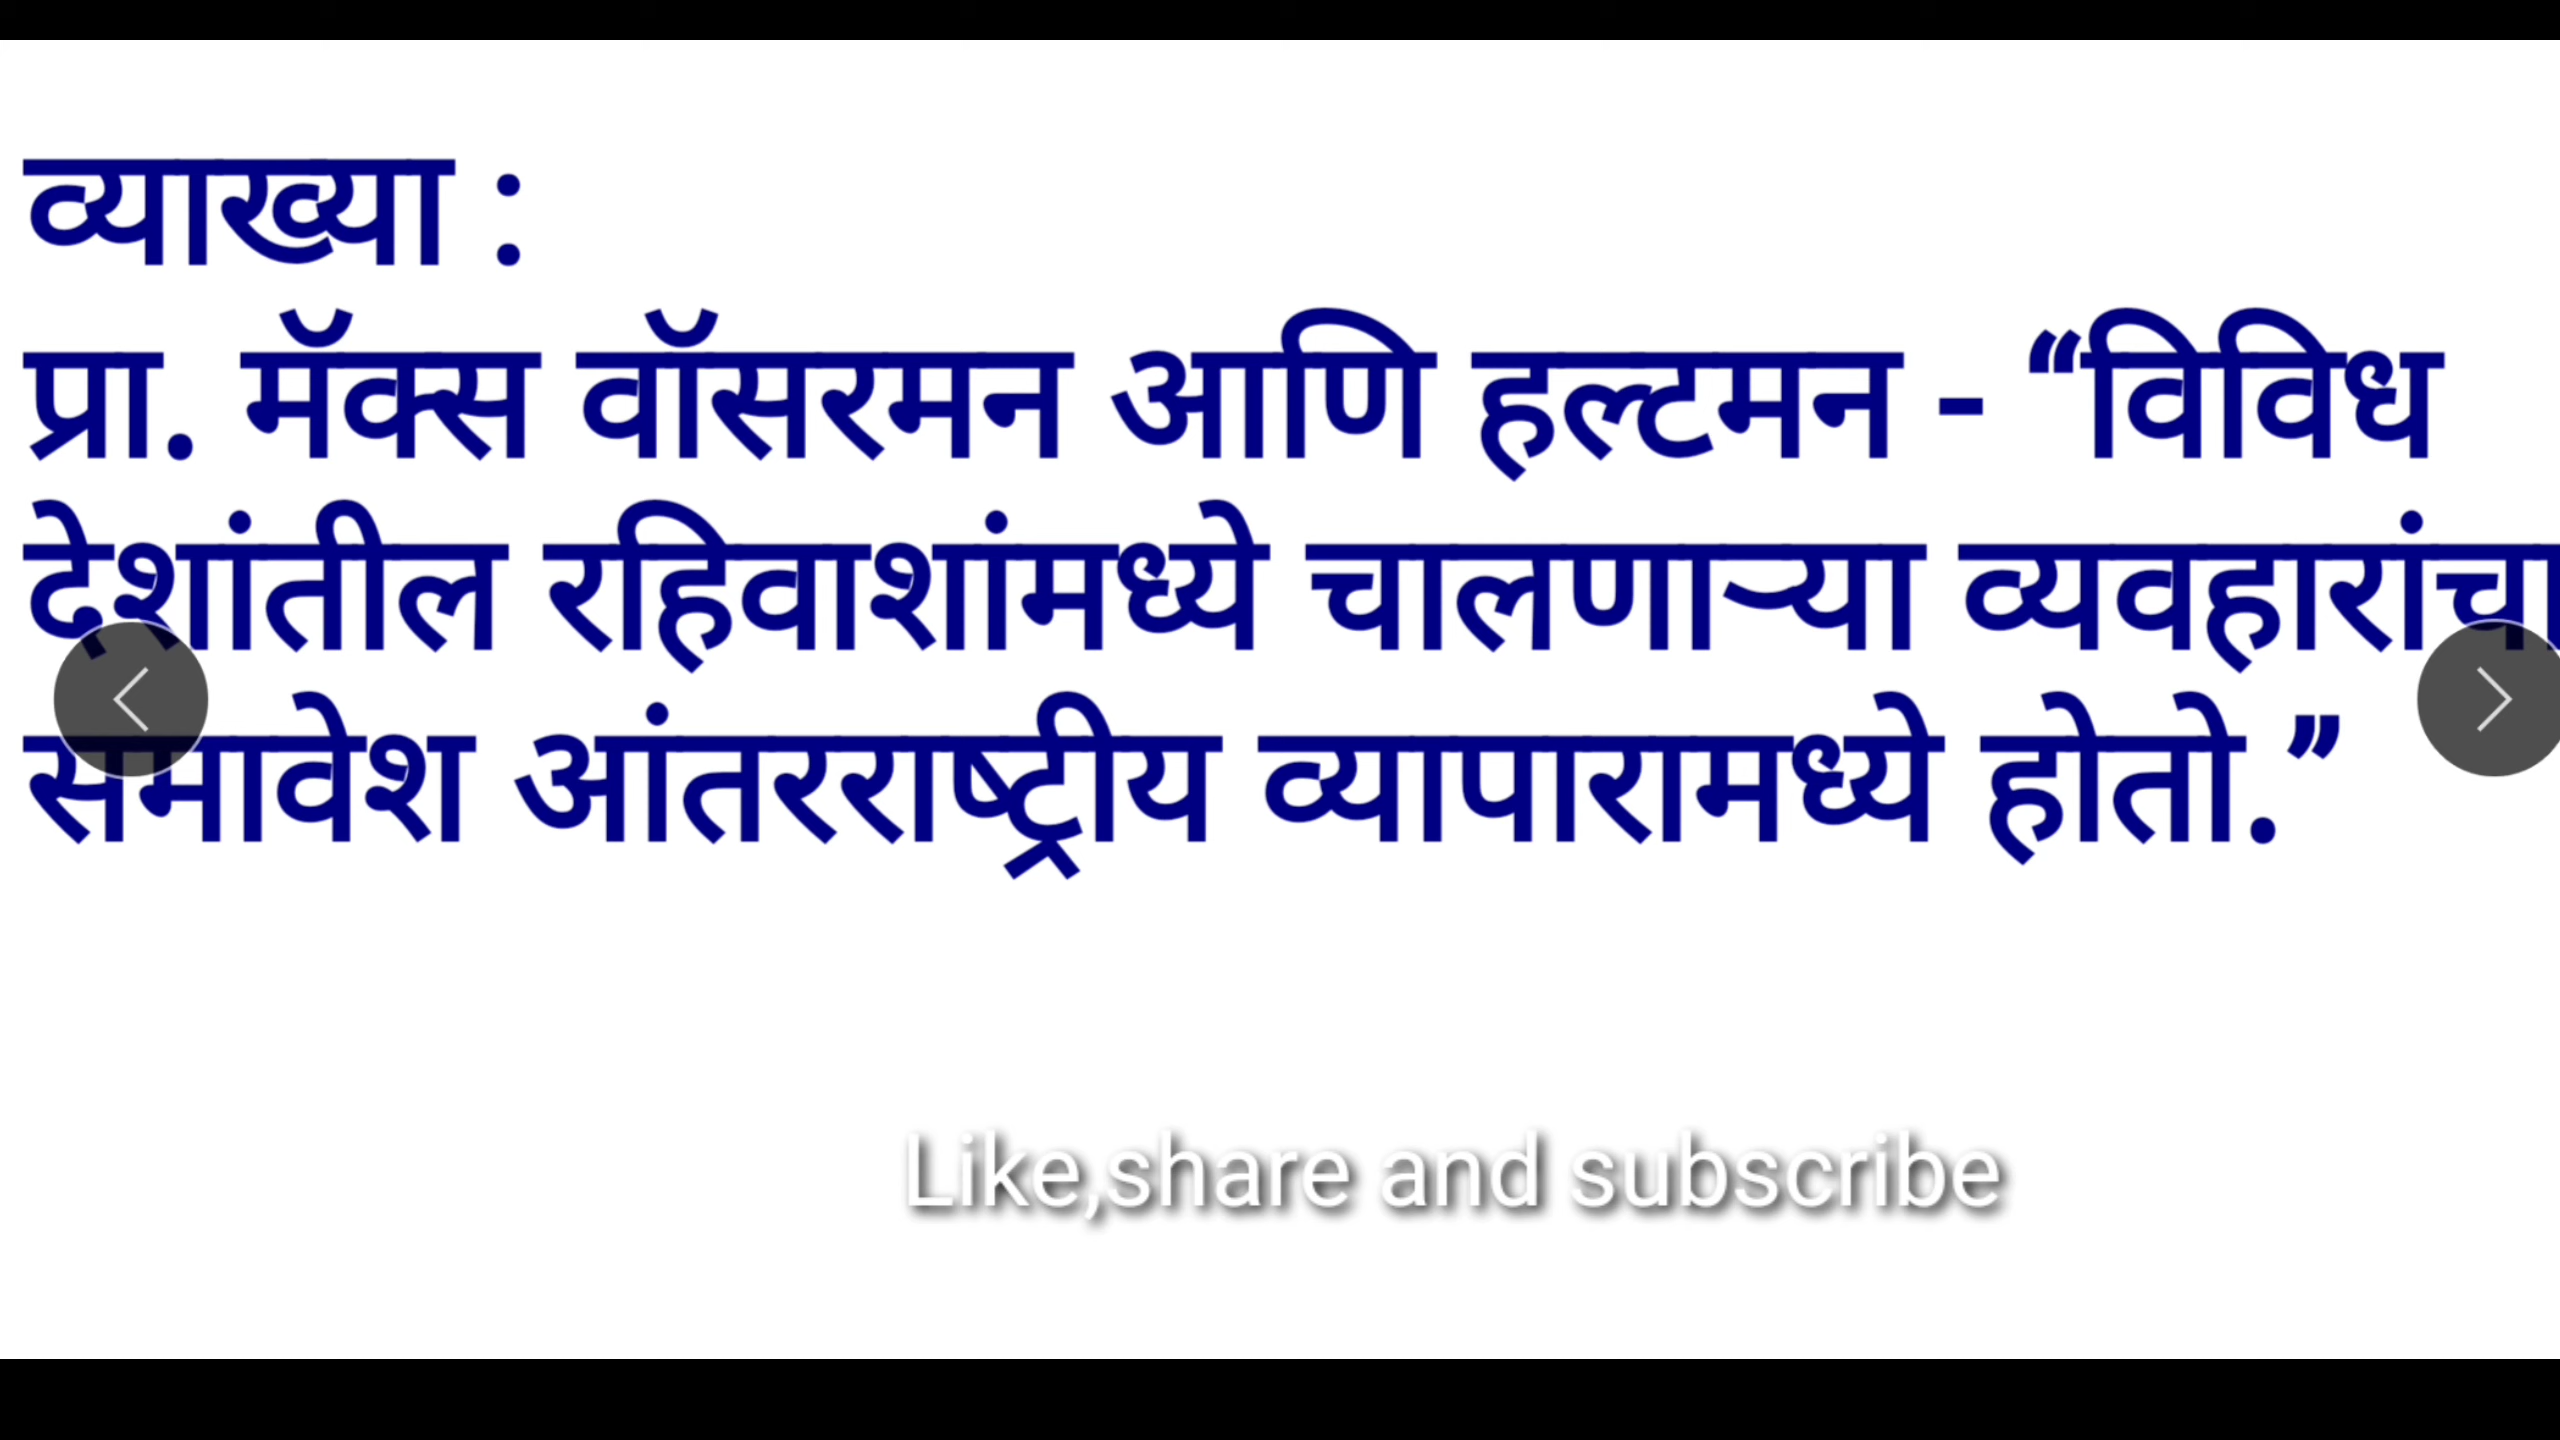 व्याख्या :
प्रा. मॅक्स वॉसरमन आणि हल्टमन - “विविध
देशांतील रहिवाशांमध्ये चालणाऱ्या व्यवहारांचा
समावेश आंतरराष्ट्रीय व्यापारामध्ये होतो.”
Like,share and subscribe